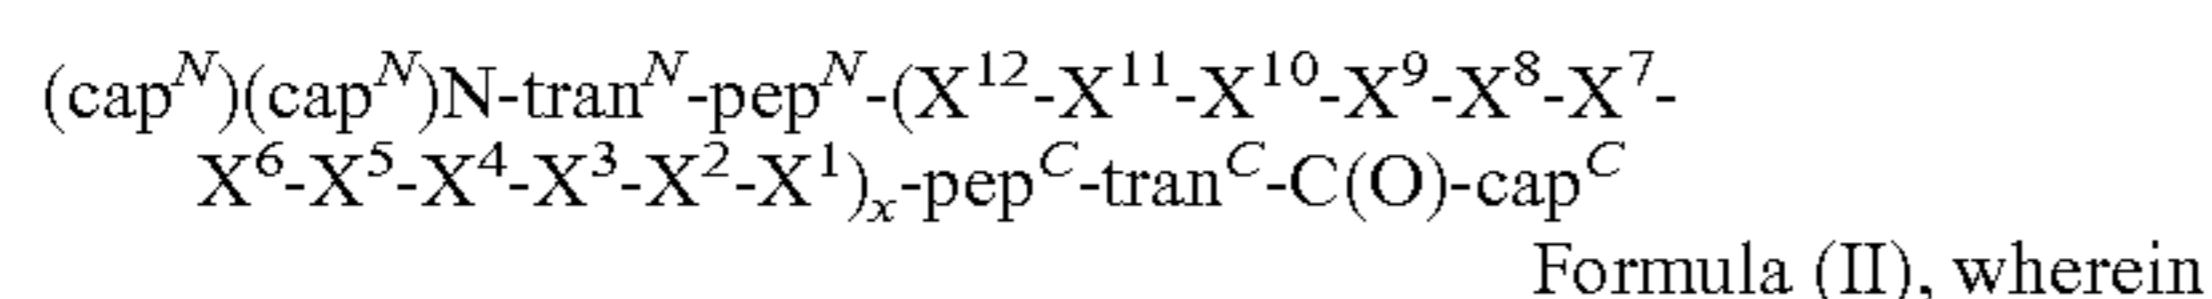 (cap^N)(cap^N)N-tran^N-pep^N-(X^12-X^11-X^10-X^9-X^8-X^7-
X^6-X^5-X^4-X^3-X^2-X^1)_x-pep^C-tran^C-C(O)-cap^C
Formula (II), wherein